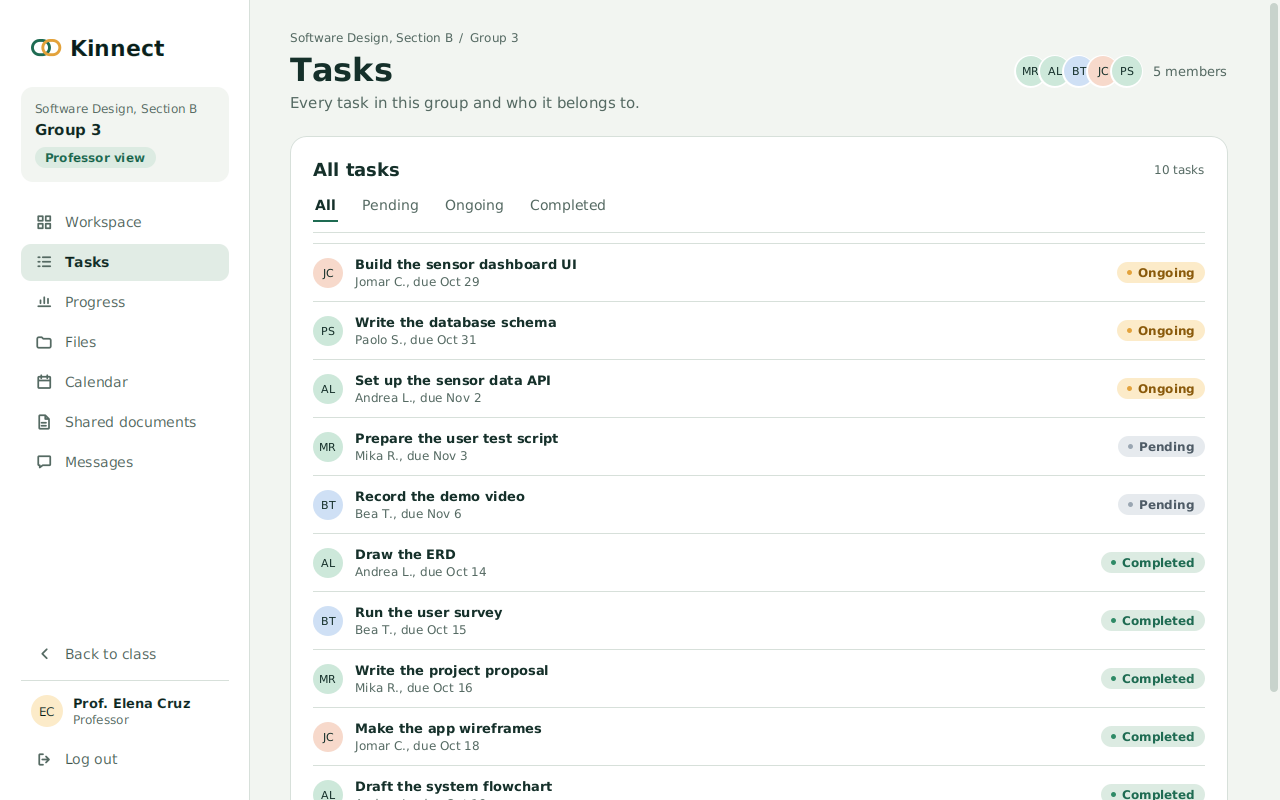 Kinnect
Software Design, Section B
Group 3
Professor view
Workspace
Tasks
Progress
Files
Calendar
Shared documents
Messages
Back to class
EC
Prof. Elena Cruz
Professor
Log out
Software Design, Section B / Group 3
Tasks
Every task in this group and who it belongs to.
MR AL BT JC PS 5 members
All tasks
10 tasks
All Pending Ongoing Completed
JC
Build the sensor dashboard UI
Jomar C., due Oct 29
Ongoing
PS
Write the database schema
Paolo S., due Oct 31
Ongoing
AL
Set up the sensor data API
Andrea L., due Nov 2
Ongoing
MR
Prepare the user test script
Mika R., due Nov 3
Pending
BT
Record the demo video
Bea T., due Nov 6
Pending
AL
Draw the ERD
Andrea L., due Oct 14
Completed
BT
Run the user survey
Bea T., due Oct 15
Completed
MR
Write the project proposal
Mika R., due Oct 16
Completed
JC
Make the app wireframes
Jomar C., due Oct 18
Completed
AL
Draft the system flowchart
Completed